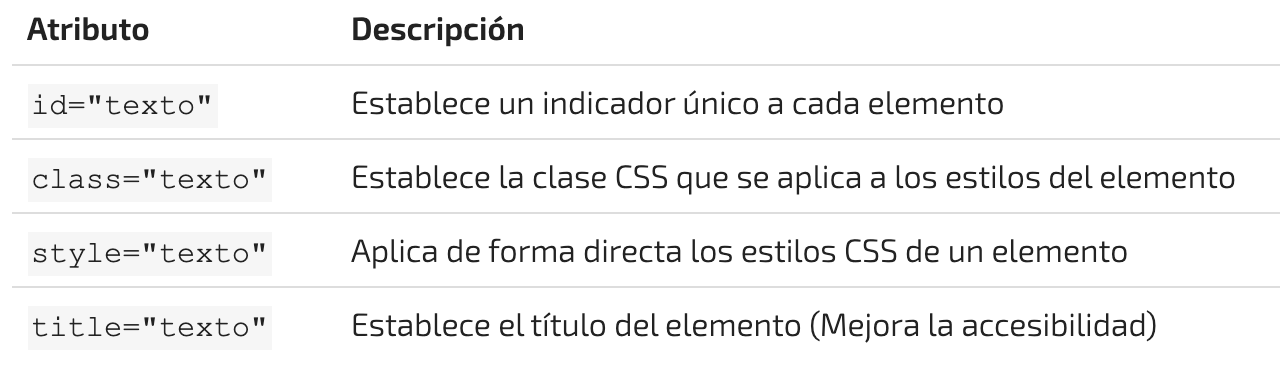 Atributo Descripción
id="texto" Establece un indicador único a cada elemento
class="texto" Establece la clase CSS que se aplica a los estilos del elemento
style="texto" Aplica de forma directa los estilos CSS de un elemento
title="texto" Establece el título del elemento (Mejora la accesibilidad)